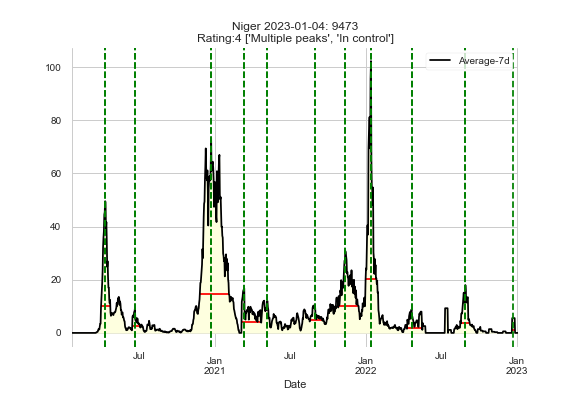 Niger 2023-01-04: 9473
Rating:4 ['Multiple peaks', 'In control']
Average-7d
100
80
60
40
20
0
Jul
Jan
2021
Jul
Jan
2022
Jul
Jan
2023
Date